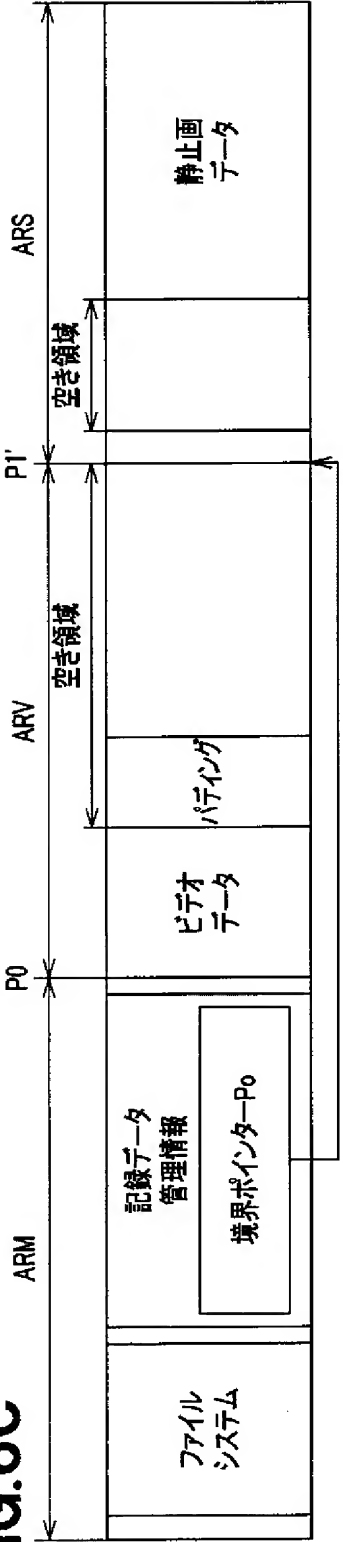 ARM
P0
ARV
P1'
ARS
空き領域
空き領域
ファイル
システム
記録データ
管理情報
境界ポインターPo
ビデオ
データ
パディング
静止画
データ